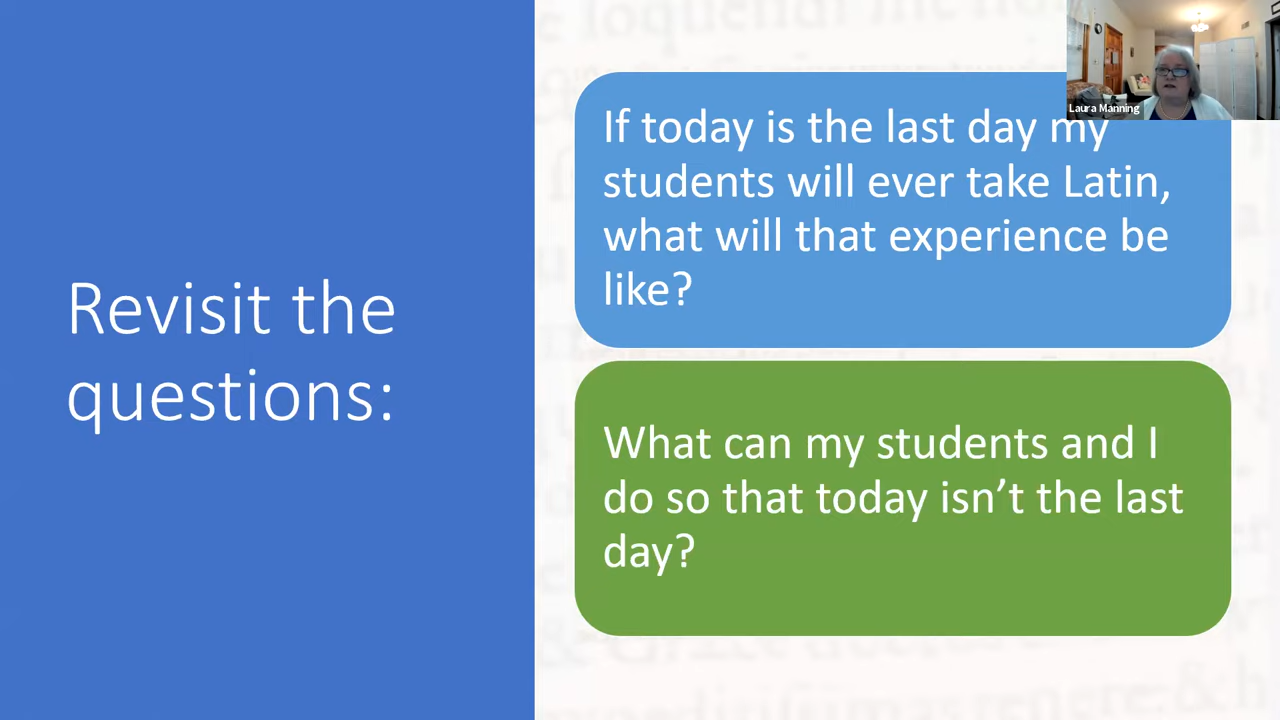 Laura Manning
Revisit the
questions:
If today is the last day my
students will ever take Latin,
what will that experience be
like?
What can my students and I
do so that today isn’t the last
day?